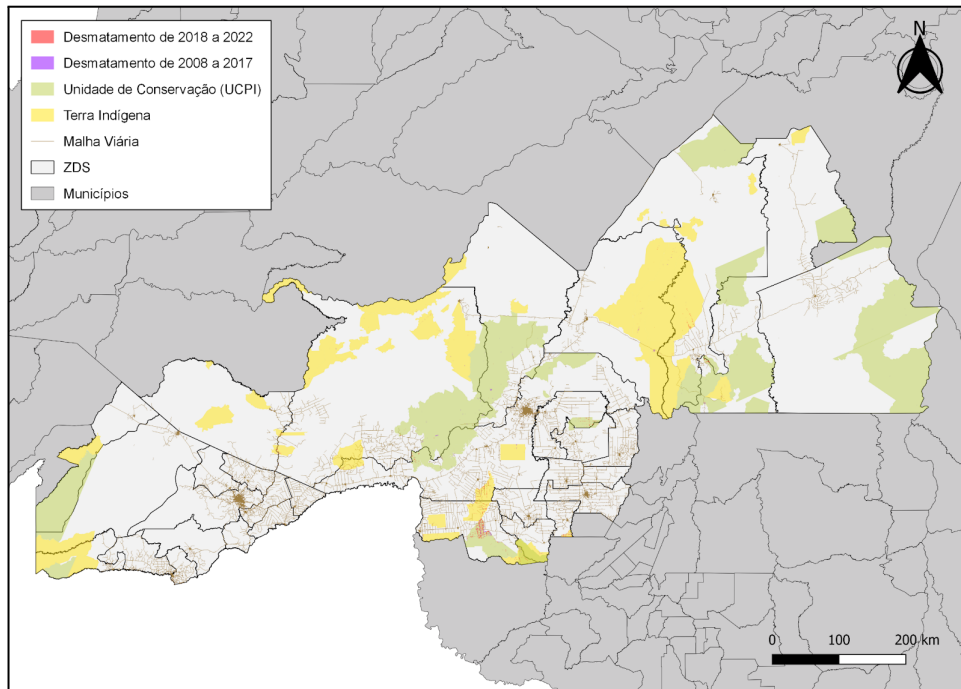 Desmatamento de 2018 a 2022
Desmatamento de 2008 a 2017
Unidade de Conservação (UCPI)
Terra Indígena
Malha Viária
ZDS
Municípios
N
0 100 200 km